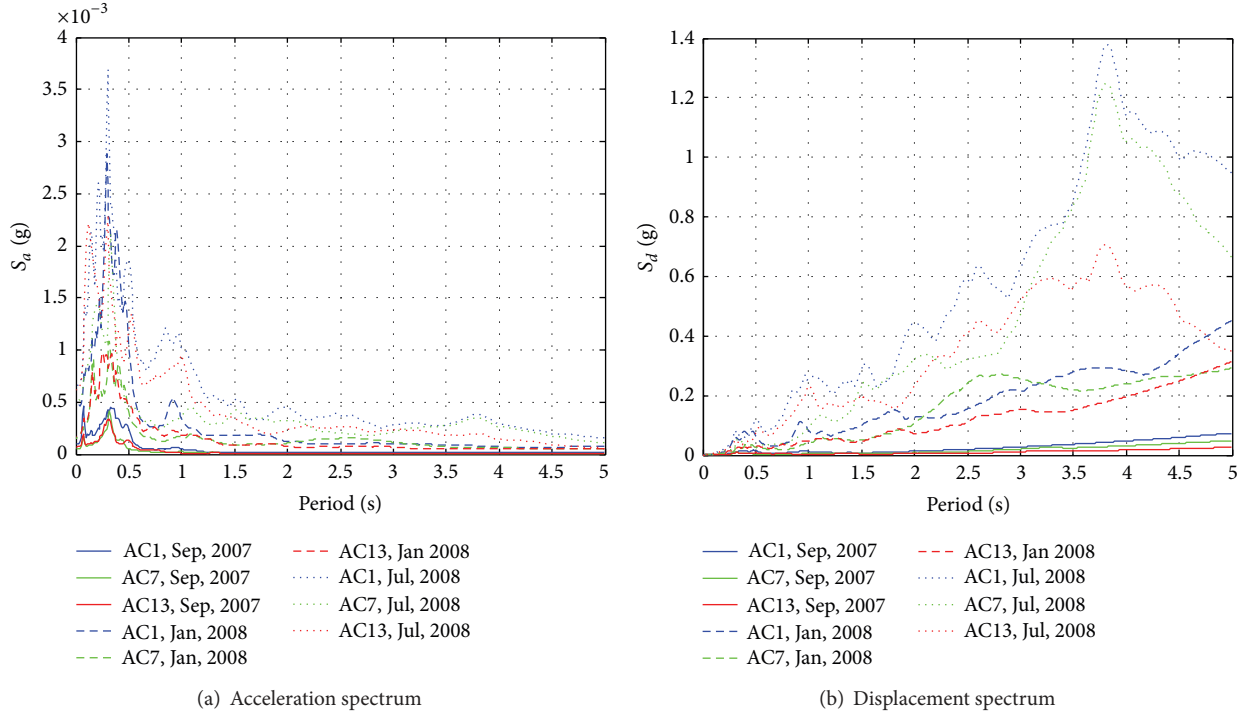 ×10−3
4
3.5
3
2.5
2
1.5
1
0.5
0
Sa (g)
0 0.5 1 1.5 2 2.5 3 3.5 4 4.5 5
Period (s)
AC1, Sep, 2007
AC7, Sep, 2007
AC13, Sep, 2007
AC1, Jan, 2008
AC7, Jan, 2008
AC13, Jan 2008
AC1, Jul, 2008
AC7, Jul, 2008
AC13, Jul, 2008
(a) Acceleration spectrum
1.4
1.2
1
0.8
0.6
0.4
0.2
0
Sd (g)
0 0.5 1 1.5 2 2.5 3 3.5 4 4.5 5
Period (s)
AC1, Sep, 2007
AC7, Sep, 2007
AC13, Sep, 2007
AC1, Jan, 2008
AC7, Jan, 2008
AC13, Jan 2008
AC1, Jul, 2008
AC7, Jul, 2008
AC13, Jul, 2008
(b) Displacement spectrum